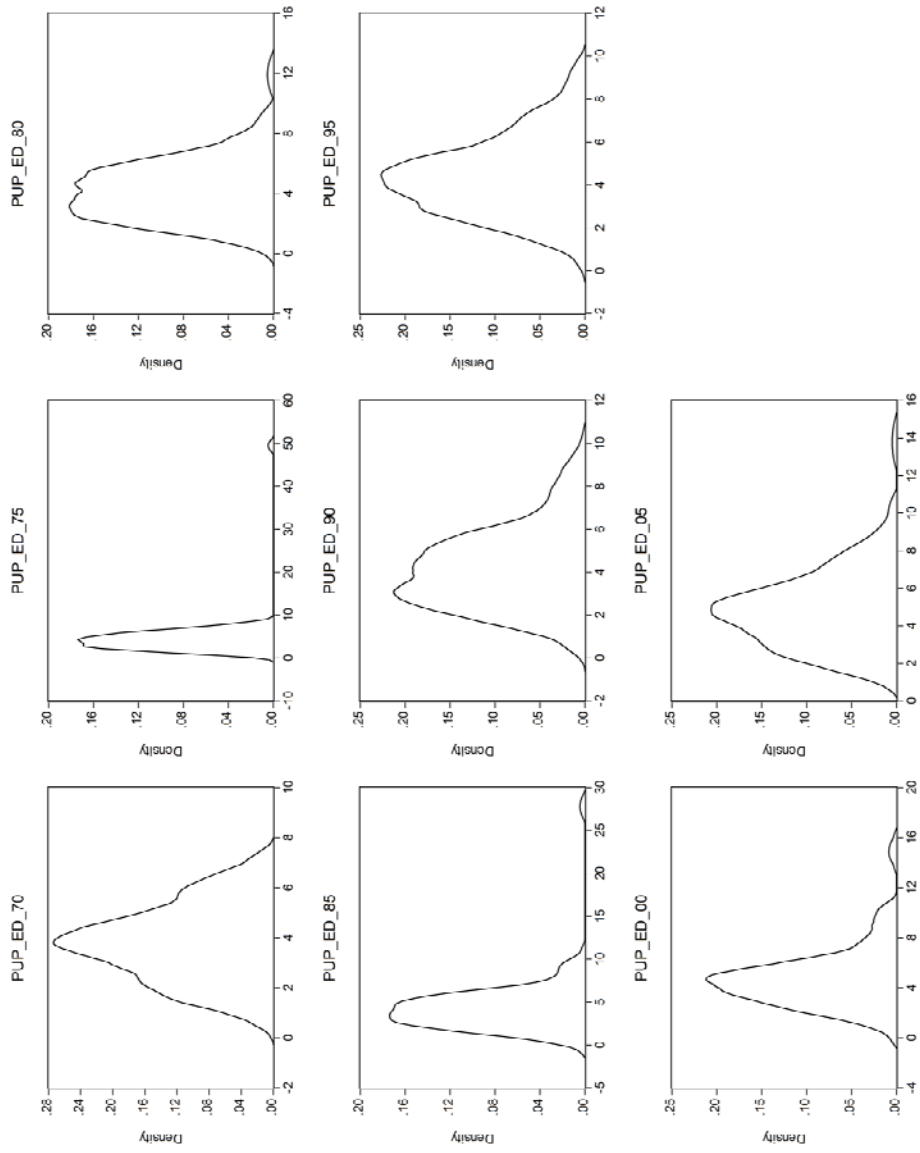 PUP_ED_70
.28
.24
.20
.16
.12
.08
.04
.00
Density
-2 0 2 4 6 8 10
PUP_ED_75
.20
.16
.12
.08
.04
.00
Density
-10 0 10 20 30 40 50 60
PUP_ED_80
.20
.16
.12
.08
.04
.00
Density
-4 0 4 8 12 16
PUP_ED_85
.20
.16
.12
.08
.04
.00
Density
-5 0 5 10 15 20 25 30
PUP_ED_90
.25
.20
.15
.10
.05
.00
Density
-2 0 2 4 6 8 10 12
PUP_ED_95
.25
.20
.15
.10
.05
.00
Density
-2 0 2 4 6 8 10 12
PUP_ED_00
.25
.20
.15
.10
.05
.00
Density
-4 0 4 8 12 16 20
PUP_ED_05
.25
.20
.15
.10
.05
.00
Density
0 2 4 6 8 10 12 14 16